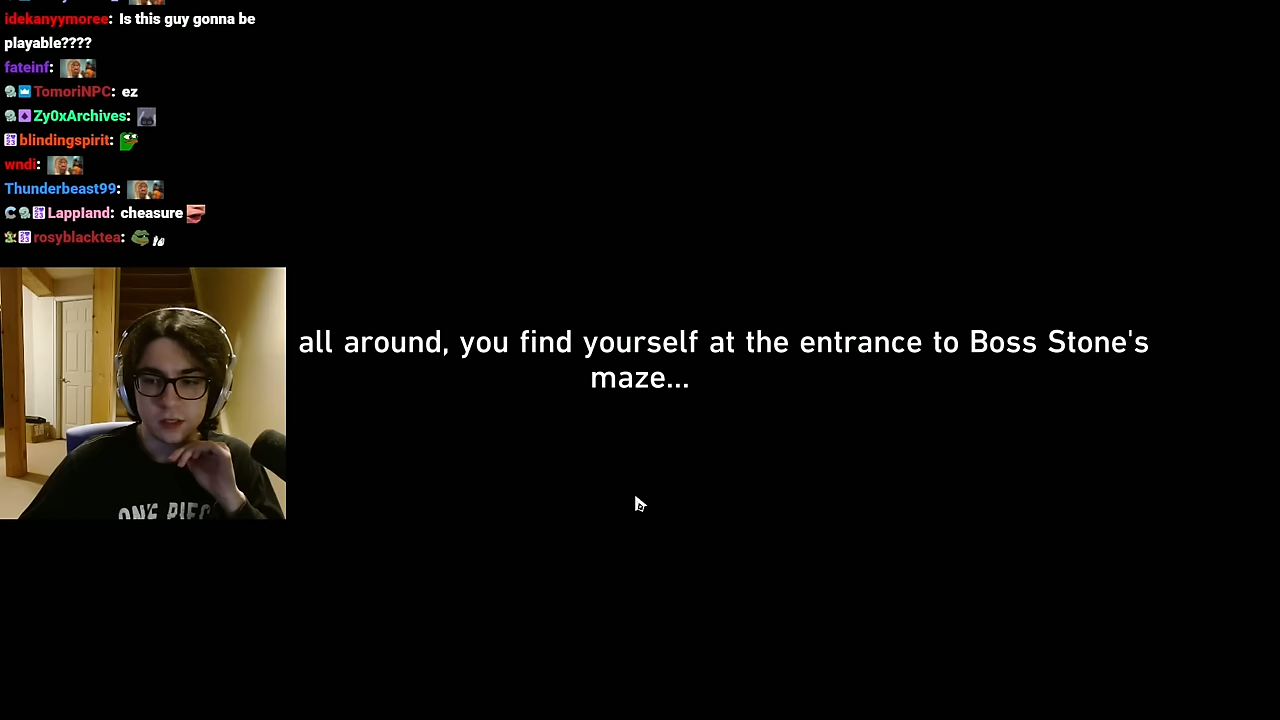 idekanyymoree: Is this guy gonna be
playable????
fateinf:
TomoriNPC: ez
Zy0xArchives:
blindingspirit:
wndi:
Thunderbeast99:
Lappland: cheasure
rosyblacktea:
all around, you find yourself at the entrance to Boss Stone's
maze...
ONE PIEC